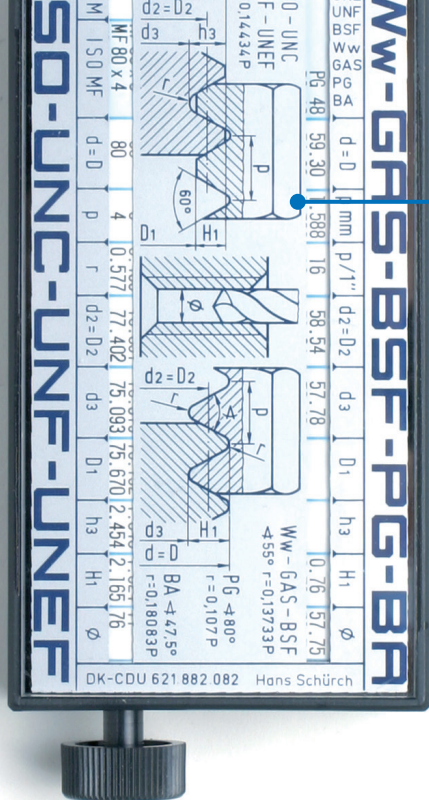 SO-UNC-UNF-UNEF
M
ISO MF
d=D
p
r
d2=D2
d3
D1
h3
H1
Ø
MF 80 x 4
80
4
0.577
77.402
75.093
75.670
2.454
2.165
76
d2=D2
d3
h3
r
60°
p
D1
H1
Ø
d2=D2
r
A
p
r
d3
H1
d=D
BA ∢ 47,5°
r=0,18083P
PG ∢ 80°
r=0,107P
Ww-GAS-BSF
∢ 55° r=0,13733P
O-UNC
F-UNEF
0,14434P
PG 48
59.30
1.588
16
58.54
57.78
0.76
57.75
UNF
BSF
Ww
GAS
PG
BA
d=D
p mm
p/1"
d2=D2
d3
D1
h3
H1
Ø
Ww-GAS-BSF-PG-BA
DK-CDU 621.882.082 Hans Schürch